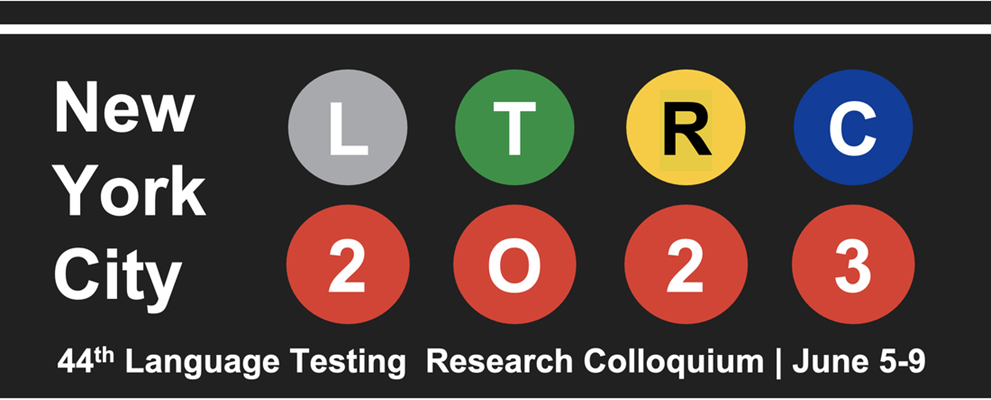 New
York
City
L T R C
2 O 2 3
44th Language Testing Research Colloquium | June 5-9